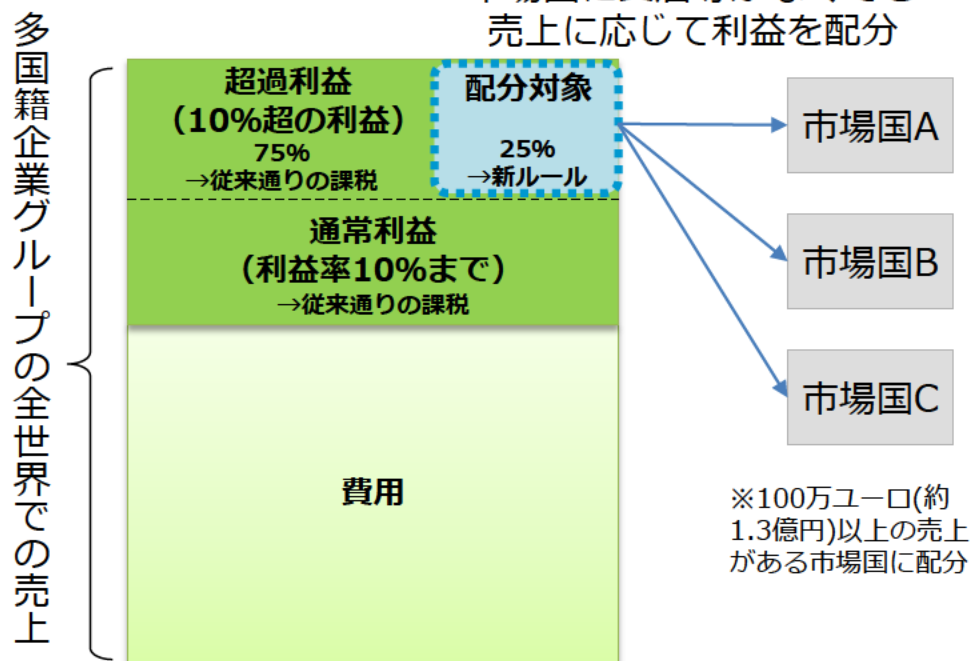 売上に応じて利益を配分
多国籍企業グループの全世界での売上
超過利益
（10%超の利益）
75%
→従来通りの課税
配分対象
25%
→新ルール
通常利益
（利益率10%まで）
→従来通りの課税
費用
市場国A
市場国B
市場国C
※100万ユーロ(約
1.3億円)以上の売上
がある市場国に配分